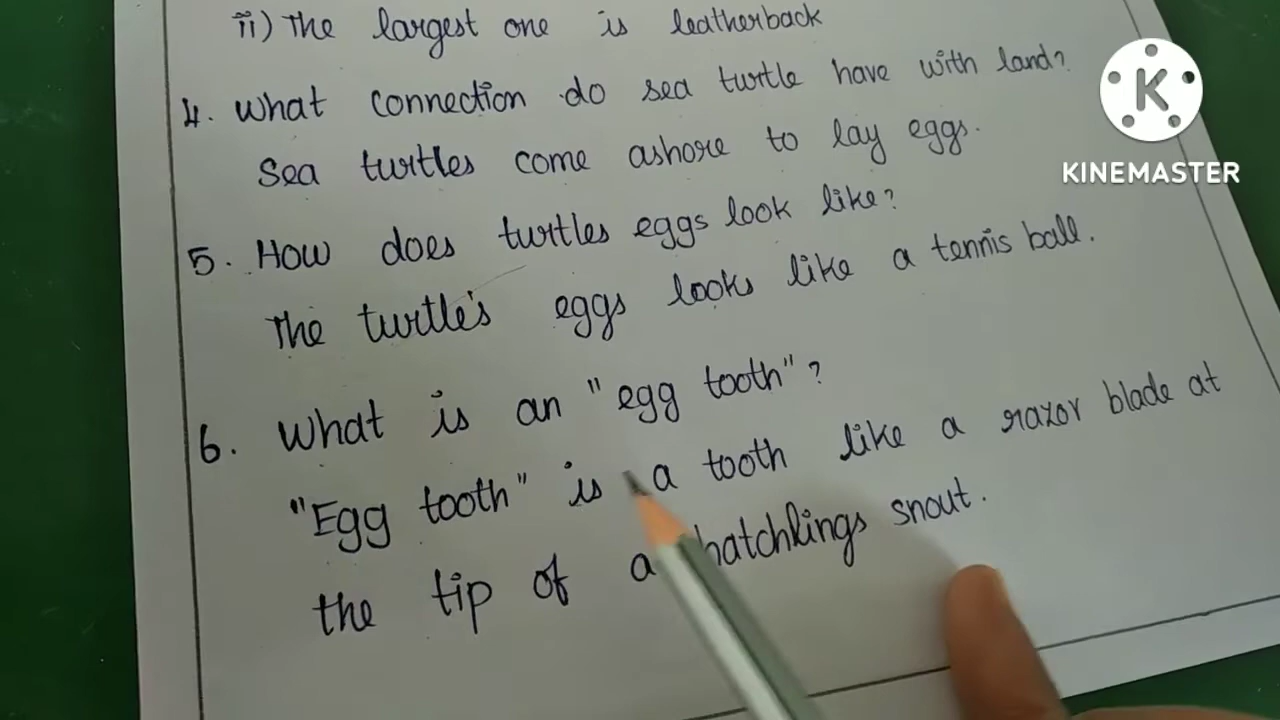 ii) The largest one is leatherback
4. What connection do sea turtle have with land?
Sea turtles come ashore to lay eggs.
5. How does turtles eggs look like?
The turtle's eggs looks like a tennis ball.
6. What is an "egg tooth"?
"Egg tooth" is a tooth like a razor blade at
the tip of a hatchlings snout.
K
KINEMASTER